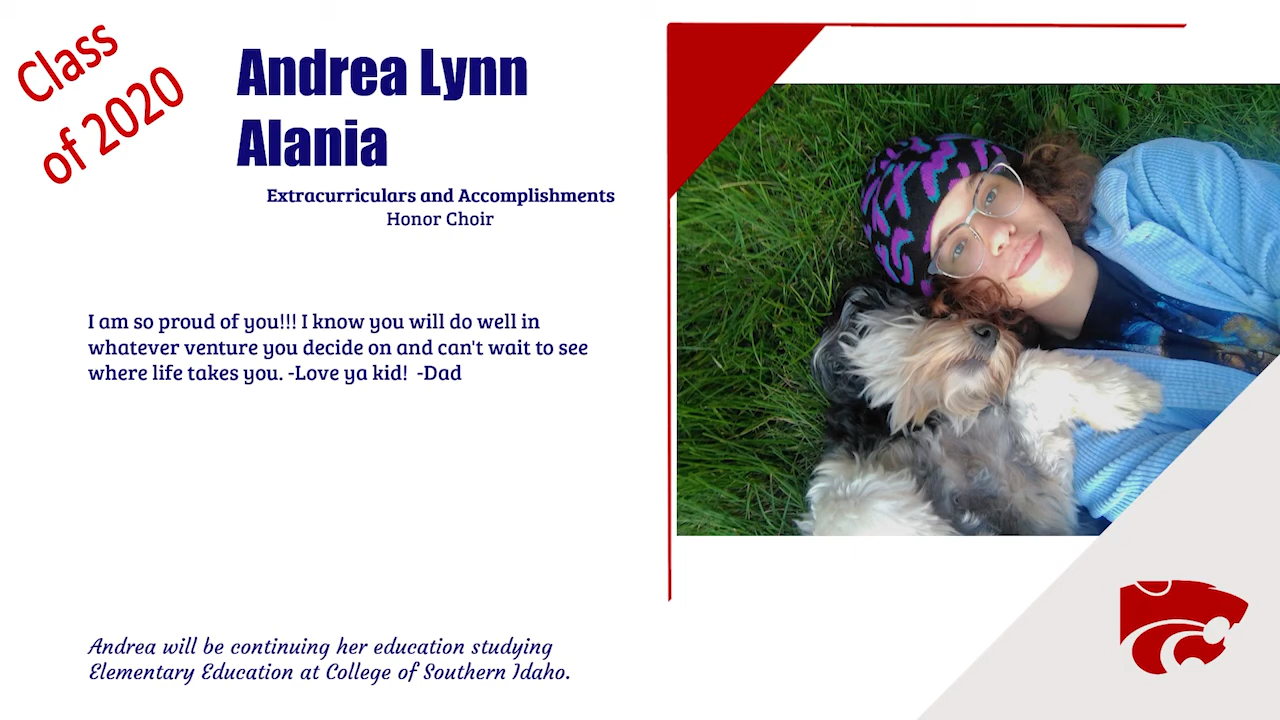 Class
of 2020
Andrea Lynn
Alania
Extracurriculars and Accomplishments
Honor Choir
I am so proud of you!!! I know you will do well in
whatever venture you decide on and can't wait to see
where life takes you. -Love ya kid!  -Dad
Andrea will be continuing her education studying
Elementary Education at College of Southern Idaho.